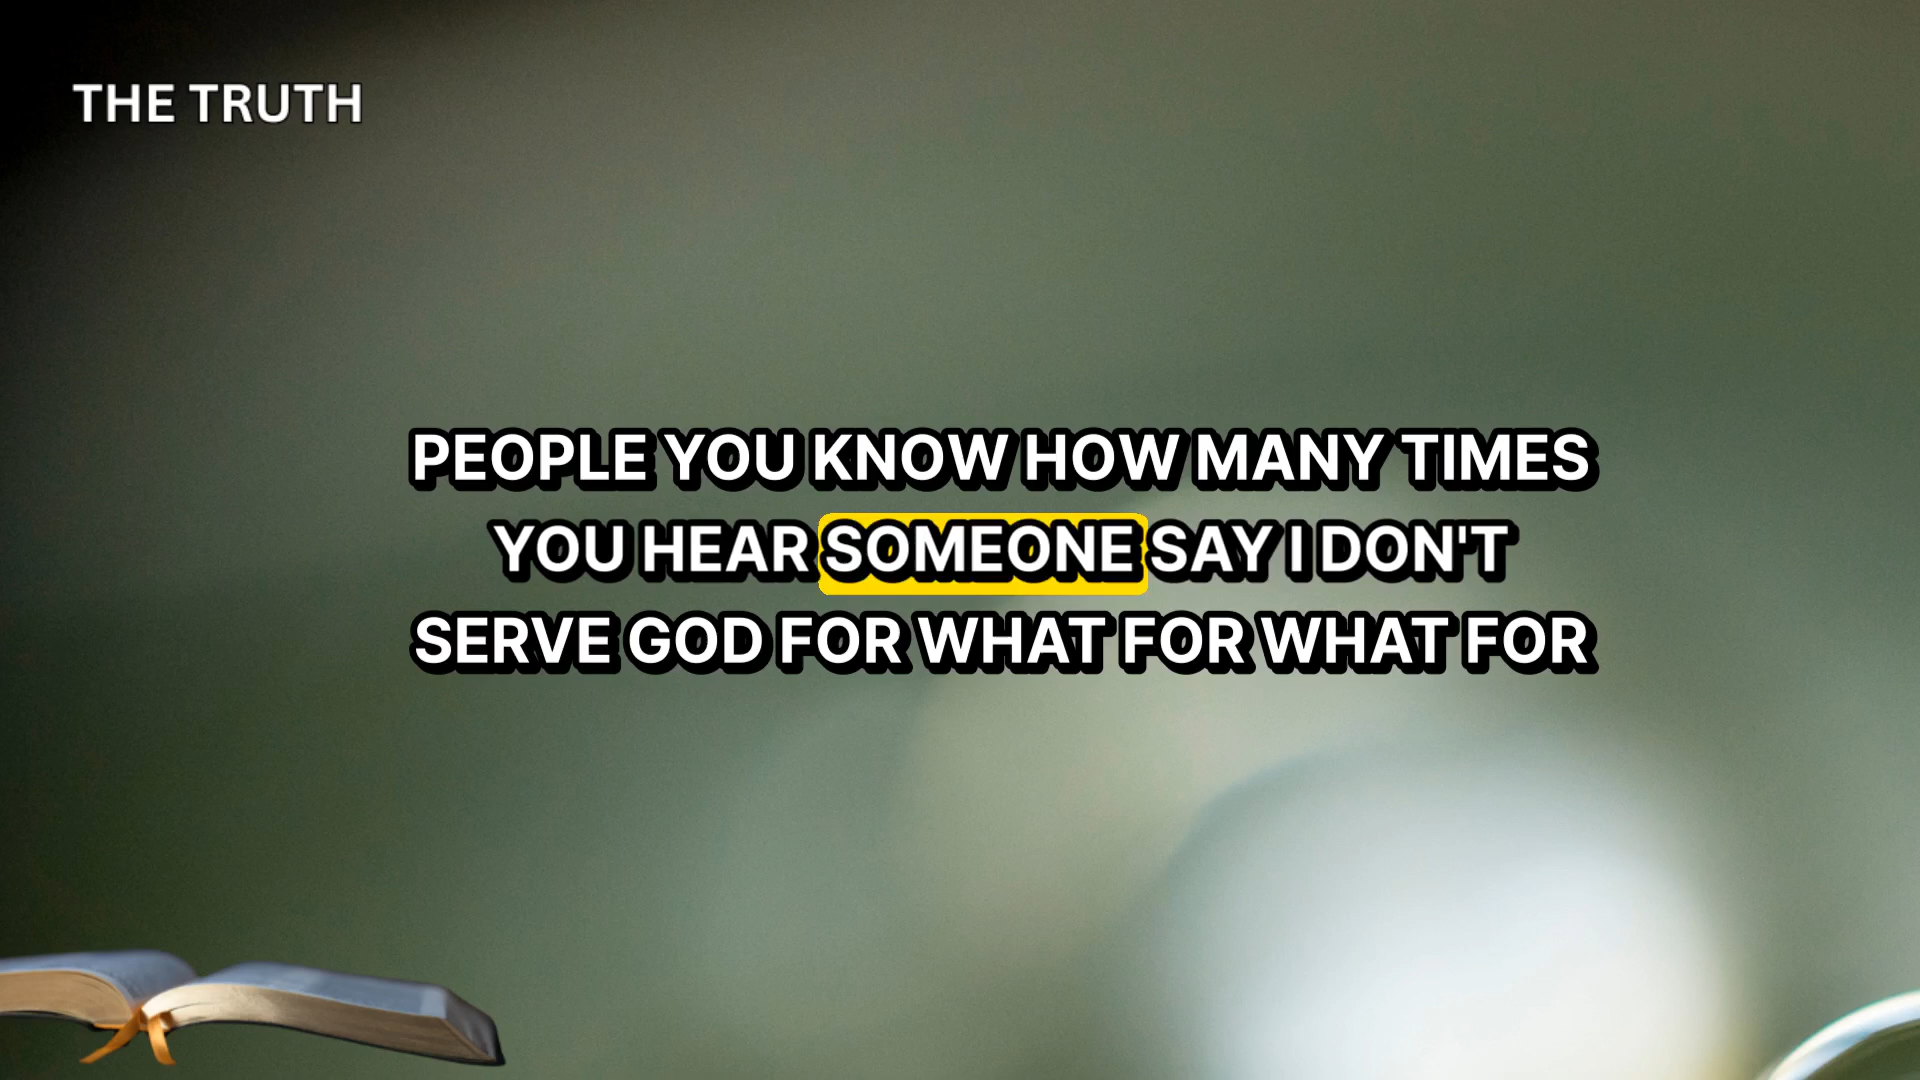 THE TRUTH
PEOPLE YOU KNOW HOW MANY TIMES
YOU HEAR SOMEONE SAY I DON'T
SERVE GOD FOR WHAT FOR WHAT FOR